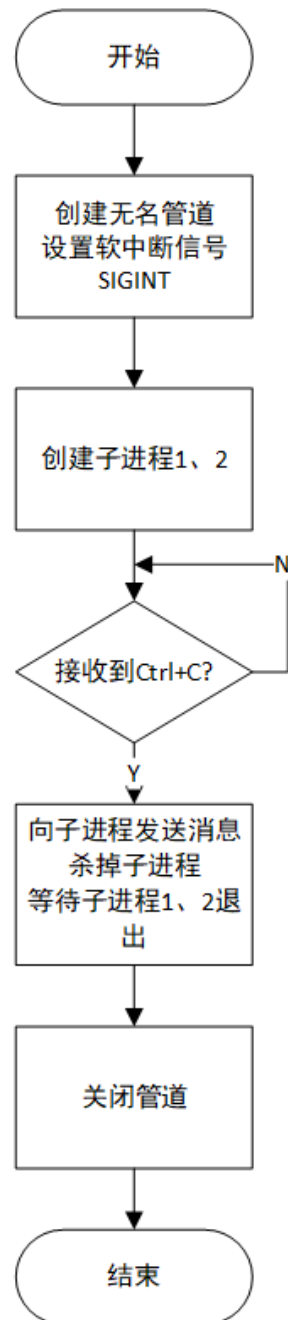 开始
创建无名管道
设置软中断信号
SIGINT
创建子进程1、2
N
接收到Ctrl+C?
Y
向子进程发送消息
杀掉子进程
等待子进程1、2退
出
关闭管道
结束